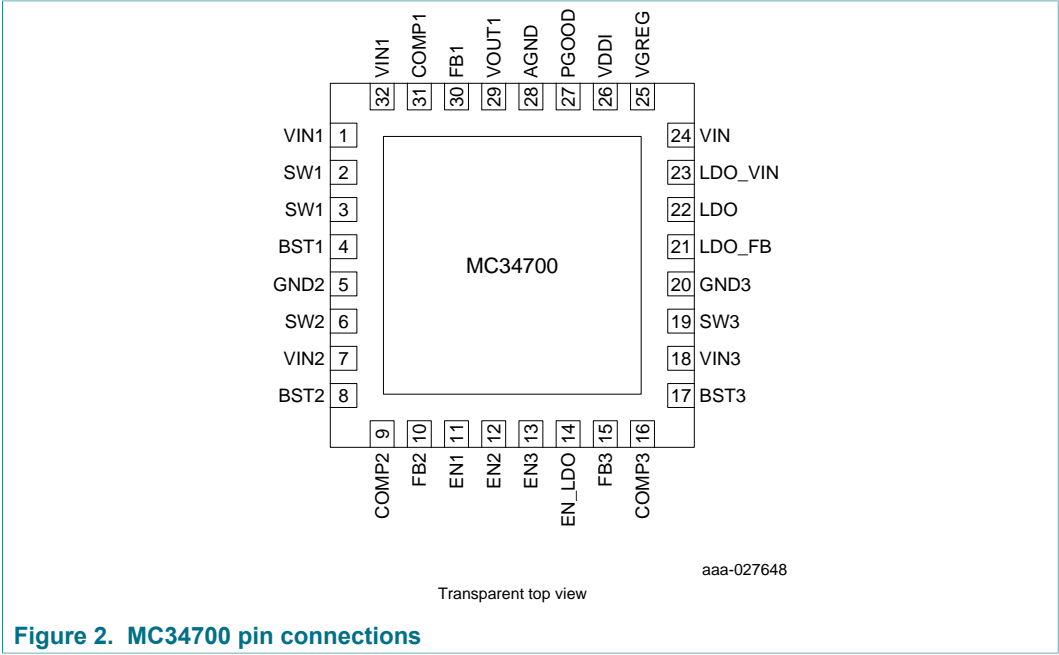 VIN1
COMP1
FB1
VOUT1
AGND
PGOOD
VDDI
VGREG
32
31
30
29
28
27
26
25
VIN1 1
24 VIN
SW1 2
23 LDO_VIN
SW1 3
22 LDO
BST1 4
21 LDO_FB
MC34700
GND2 5
20 GND3
SW2 6
19 SW3
VIN2 7
18 VIN3
BST2 8
17 BST3
9
10
11
12
13
14
15
16
COMP2
FB2
EN1
EN2
EN3
EN_LDO
FB3
COMP3
aaa-027648
Transparent top view
Figure 2. MC34700 pin connections